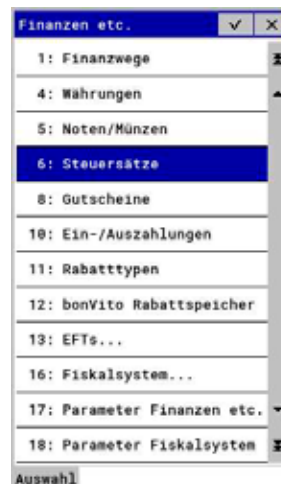 Finanzen etc.
1: Finanzwege
4: Währungen
5: Noten/Münzen
6: Steuersätze
8: Gutscheine
10: Ein-/Auszahlungen
11: Rabatttypen
12: bonVito Rabattspeicher
13: EFTs...
16: Fiskalsystem...
17: Parameter Finanzen etc.
18: Parameter Fiskalsystem
Auswahl